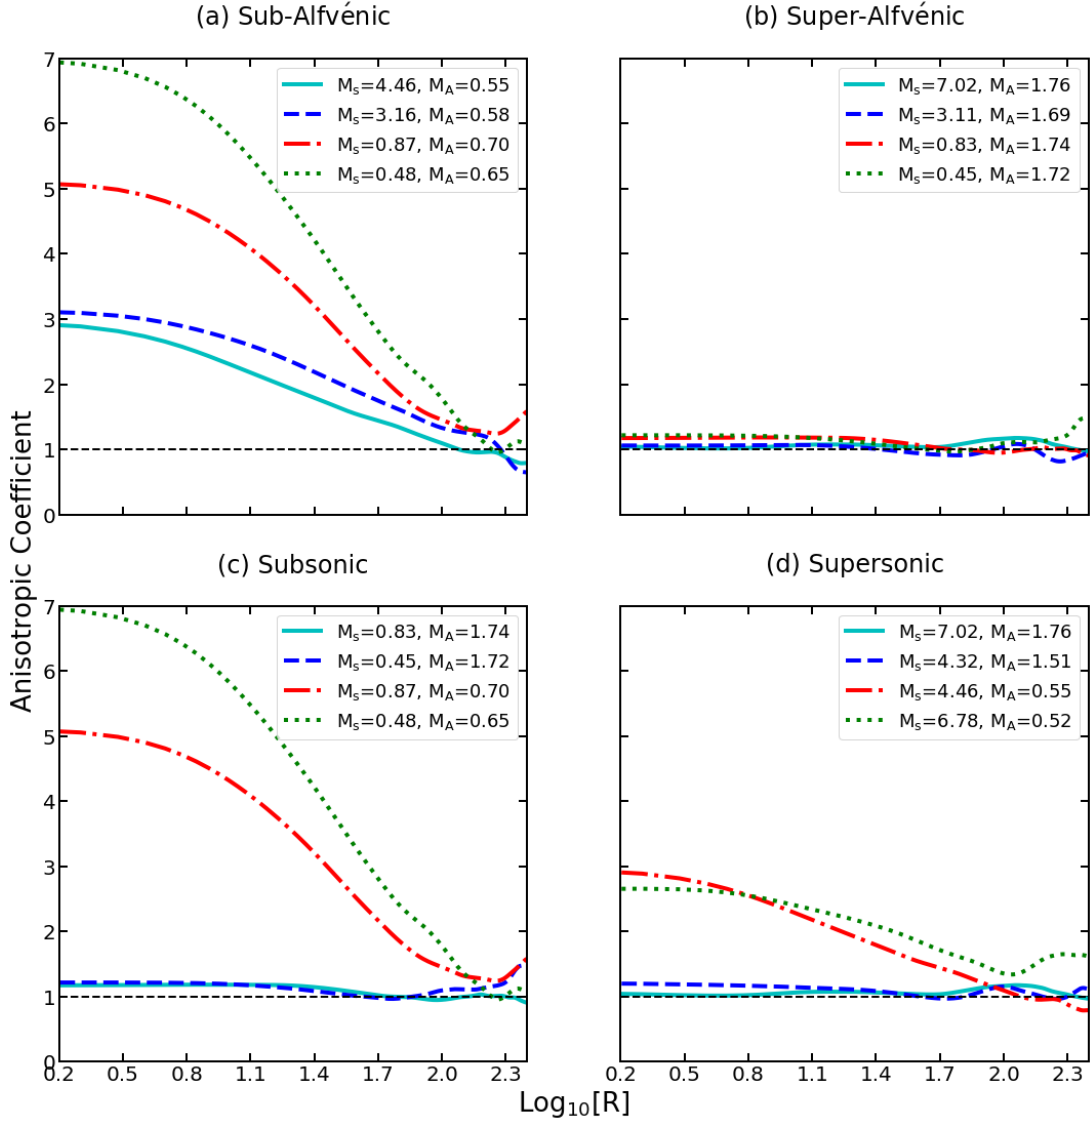 (a) Sub-Alfvénic
7
6
5
4
3
2
1
0
M_s=4.46, M_A=0.55
M_s=3.16, M_A=0.58
M_s=0.87, M_A=0.70
M_s=0.48, M_A=0.65
(b) Super-Alfvénic
M_s=7.02, M_A=1.76
M_s=3.11, M_A=1.69
M_s=0.83, M_A=1.74
M_s=0.45, M_A=1.72
Anisotropic Coefficient
(c) Subsonic
7
6
5
4
3
2
1
0
M_s=0.83, M_A=1.74
M_s=0.45, M_A=1.72
M_s=0.87, M_A=0.70
M_s=0.48, M_A=0.65
0.2 0.5 0.8 1.1 1.4 1.7 2.0 2.3
(d) Supersonic
M_s=7.02, M_A=1.76
M_s=4.32, M_A=1.51
M_s=4.46, M_A=0.55
M_s=6.78, M_A=0.52
0.2 0.5 0.8 1.1 1.4 1.7 2.0 2.3
Log₁₀[R]